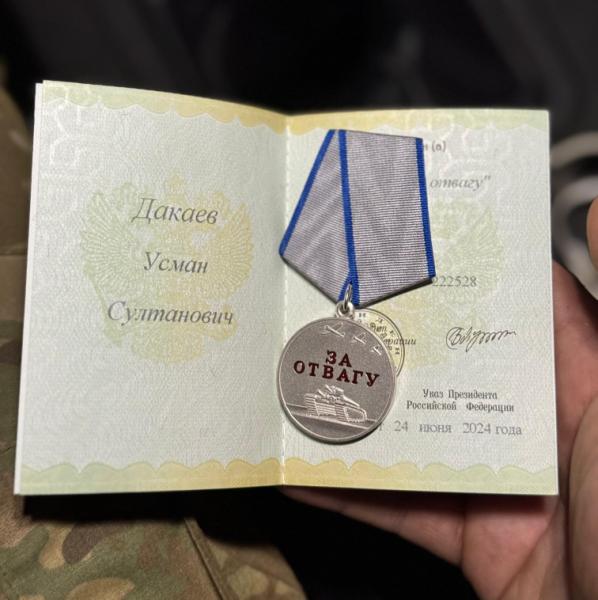 Дакаев
Усман
Султанович
отвагу"
222528
ЗА
ОТВАГУ
Указ Президента
Российской Федерации
24 июня 2024 года